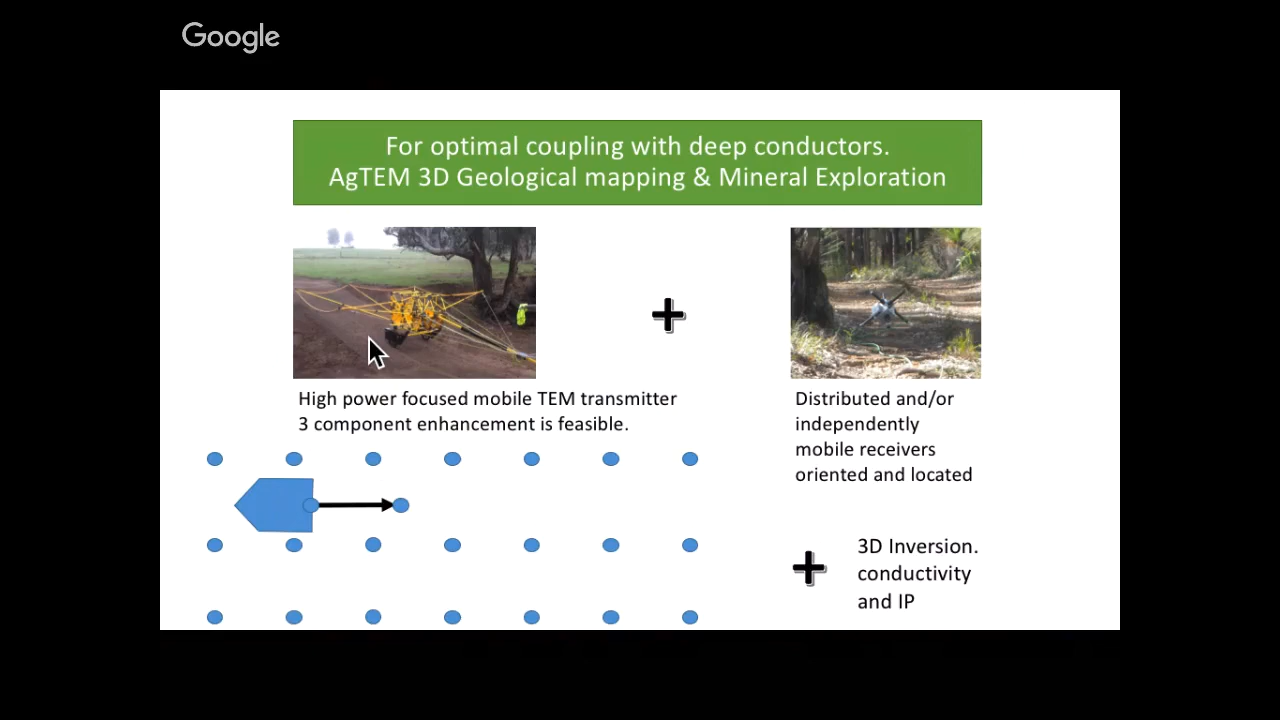 Google
For optimal coupling with deep conductors.
AgTEM 3D Geological mapping & Mineral Exploration
High power focused mobile TEM transmitter
3 component enhancement is feasible.
Distributed and/or
independently
mobile receivers
oriented and located
3D Inversion.
conductivity
and IP